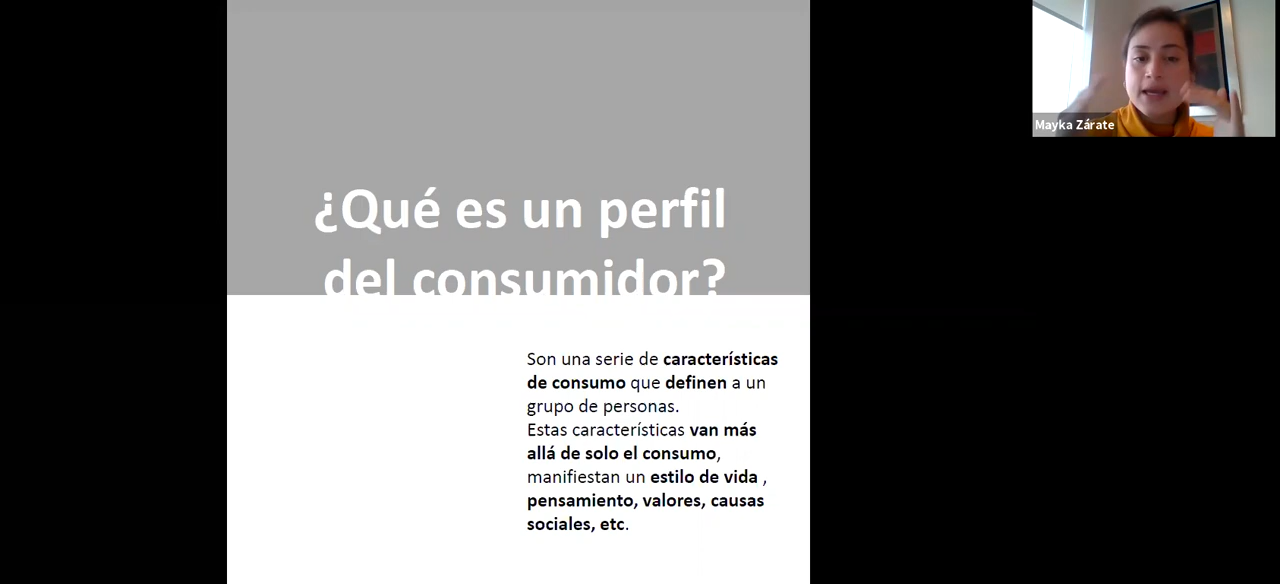 ¿Qué es un perfil
del consumidor?
Mayka Zárate
Son una serie de características
de consumo que definen a un
grupo de personas.
Estas características van más
allá de solo el consumo,
manifiestan un estilo de vida ,
pensamiento, valores, causas
sociales, etc.